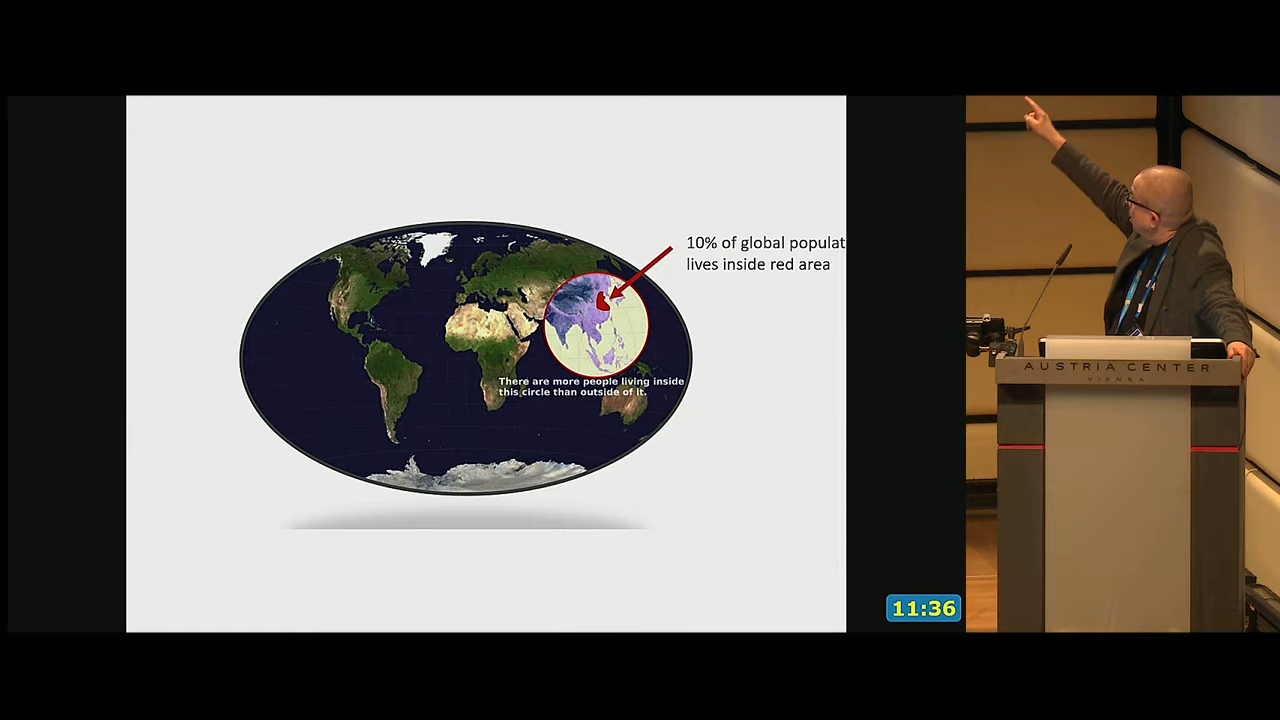 10% of global populat
lives inside red area
There are more people living inside
this circle than outside of it.
11:36
AUSTRIA CENTER
VIENNA